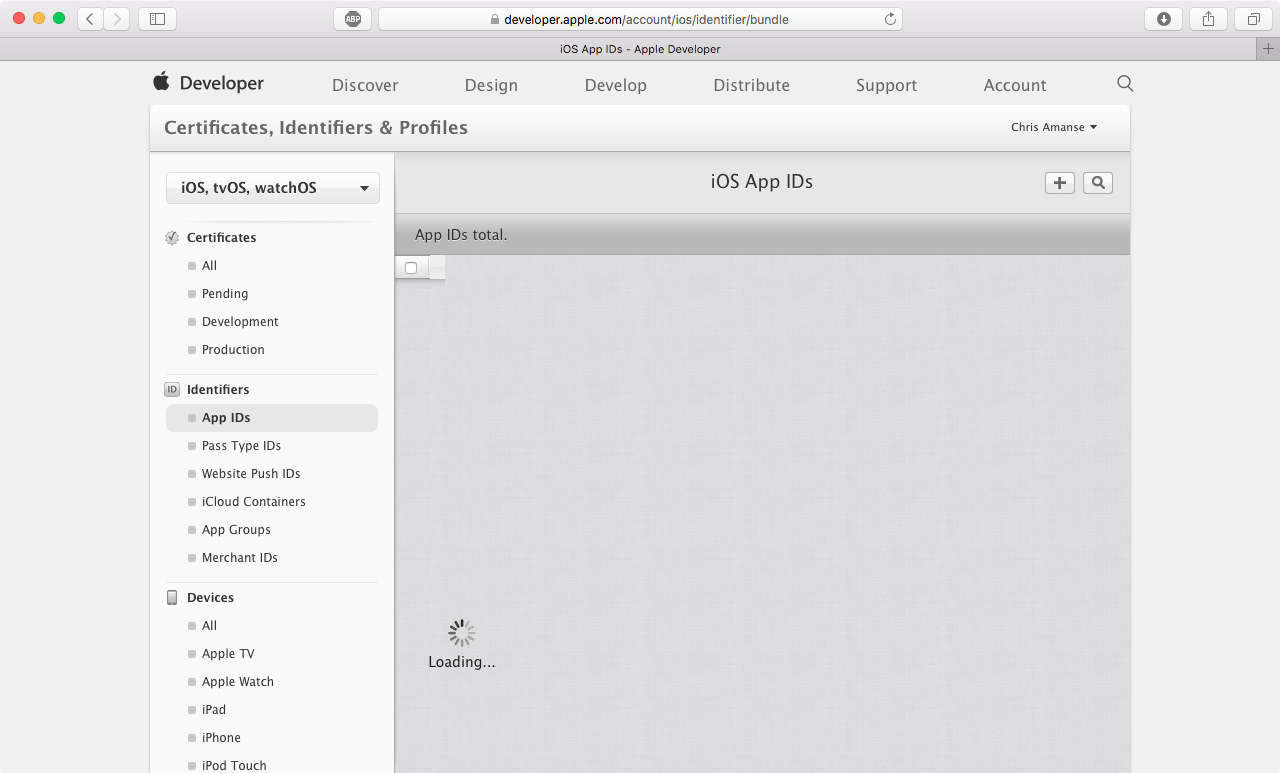 ABP
developer.apple.com/account/ios/identifier/bundle
iOS App IDs - Apple Developer
Developer
Discover
Design
Develop
Distribute
Support
Account
Certificates, Identifiers & Profiles
Chris Amanse
iOS, tvOS, watchOS
iOS App IDs
App IDs total.
Certificates
All
Pending
Development
Production
ID Identifiers
App IDs
Pass Type IDs
Website Push IDs
iCloud Containers
App Groups
Merchant IDs
Devices
All
Apple TV
Apple Watch
iPad
iPhone
iPod Touch
Loading...